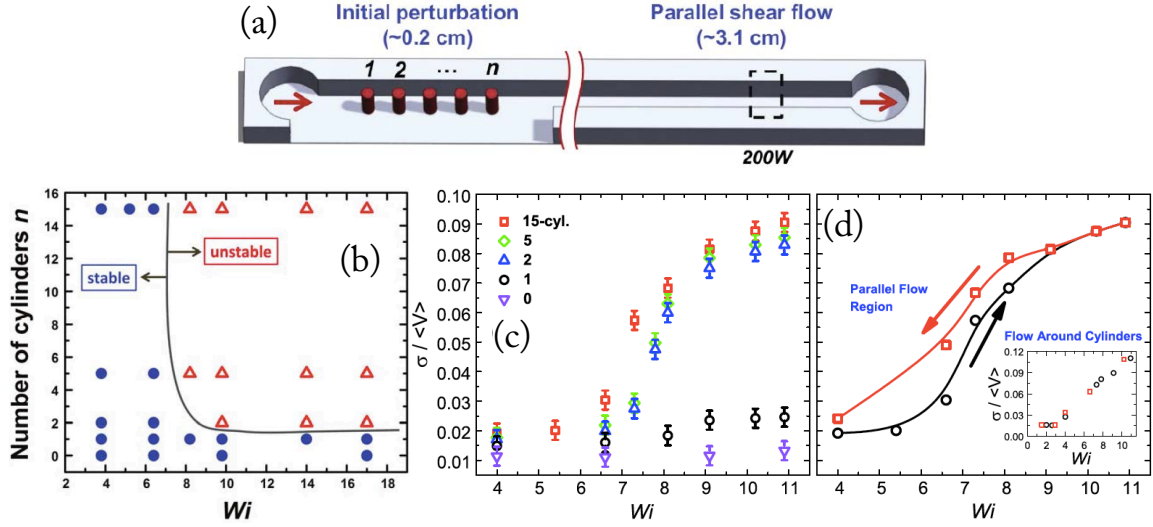 (a)
Initial perturbation
(~0.2 cm)
Parallel shear flow
(~3.1 cm)
1 2 ... n
200W
(b)
Number of cylinders n
16
14
12
10
8
6
4
2
0
stable
unstable
2 4 6 8 10 12 14 16 18
Wi
(c)
σ / <V>
0.10
0.09
0.08
0.07
0.06
0.05
0.04
0.03
0.02
0.01
15-cyl.
5
2
1
0
4 5 6 7 8 9 10 11
Wi
(d)
Parallel Flow
Region
Flow Around Cylinders
σ / <V>
0.12
0.09
0.06
0.03
0.00
0 2 4 6 8 10
Wi
4 5 6 7 8 9 10 11
Wi